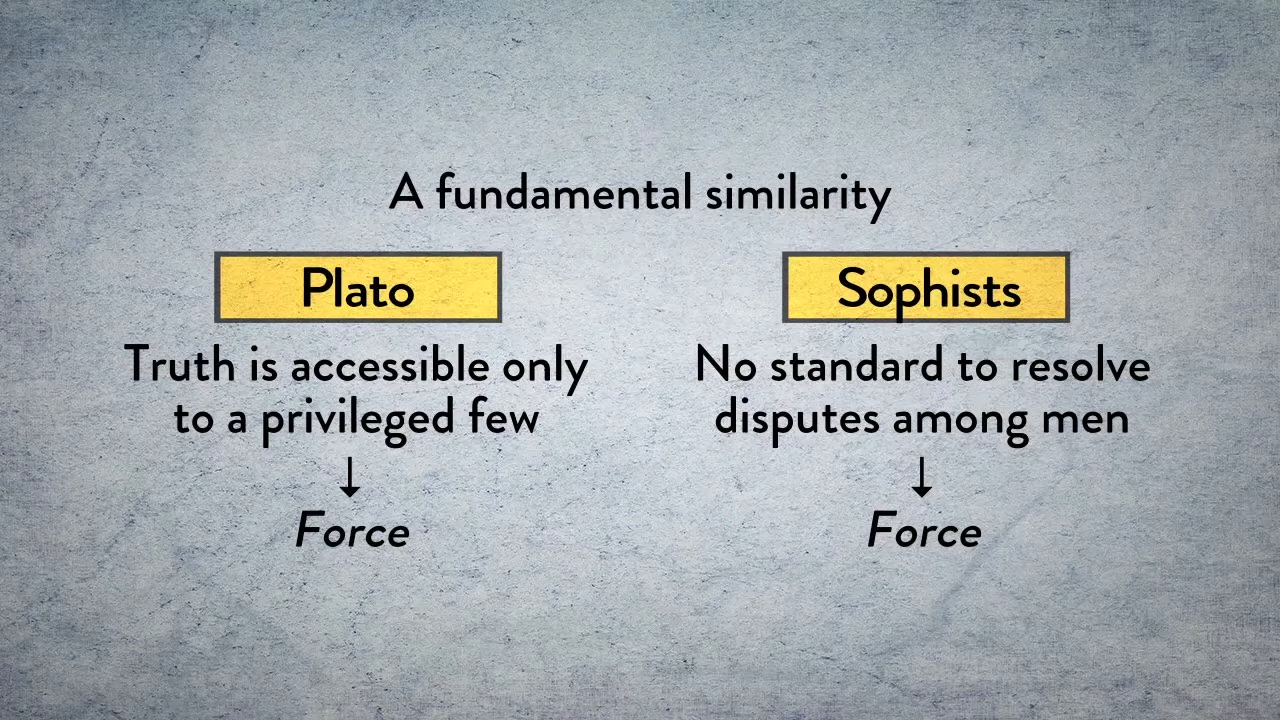 A fundamental similarity
Plato
Truth is accessible only
to a privileged few
↓
Force
Sophists
No standard to resolve
disputes among men
↓
Force